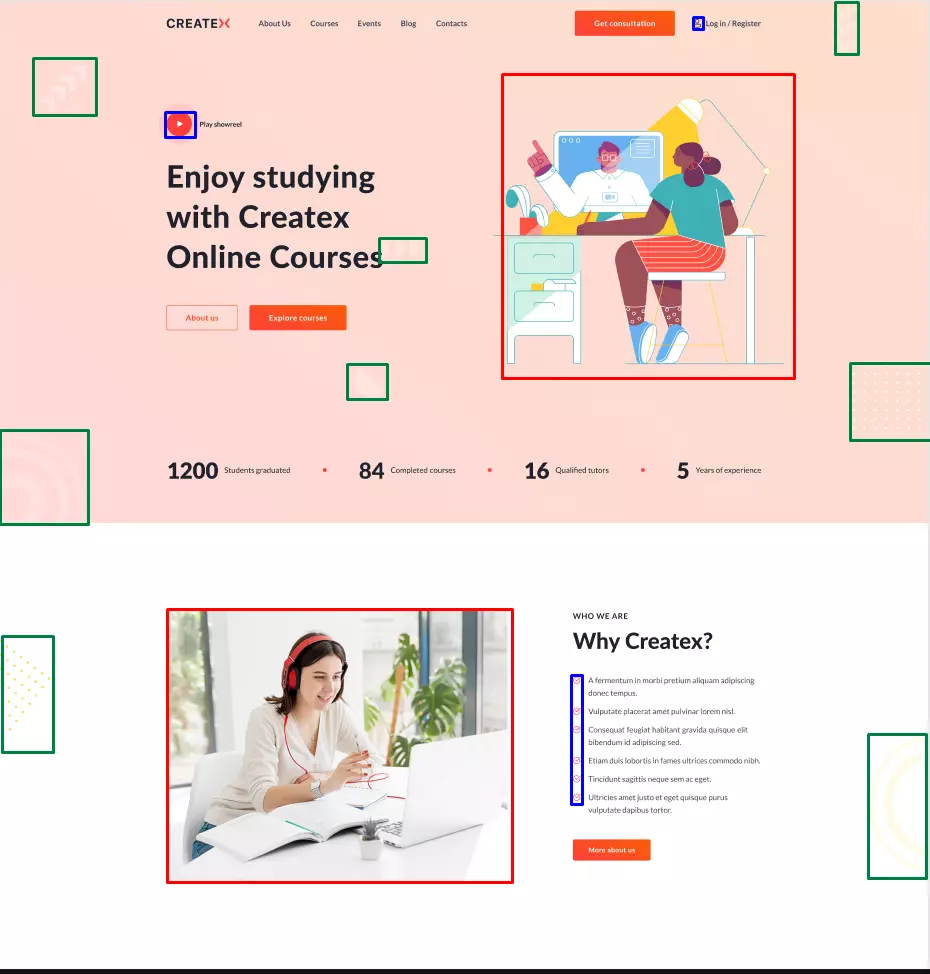 CREATEX
About Us Courses Events Blog Contacts
Get consultation
Log in / Register
Play showreel
Enjoy studying
with Createx
Online Courses
About us
Explore courses
1200 Students graduated
84 Completed courses
16 Qualified tutors
5 Years of experience
WHO WE ARE
Why Createx?
A fermentum in morbi pretium aliquam adipiscing
donec tempus.
Vulputate placerat amet pulvinar lorem nisl.
Consequat feugiat habitant gravida quisque elit
bibendum id adipiscing sed.
Etiam duis lobortis in fames ultrices commodo nibh.
Tincidunt sagittis neque sem ac eget.
Ultricies amet justo et eget quisque purus
vulputate dapibus tortor.
More about us